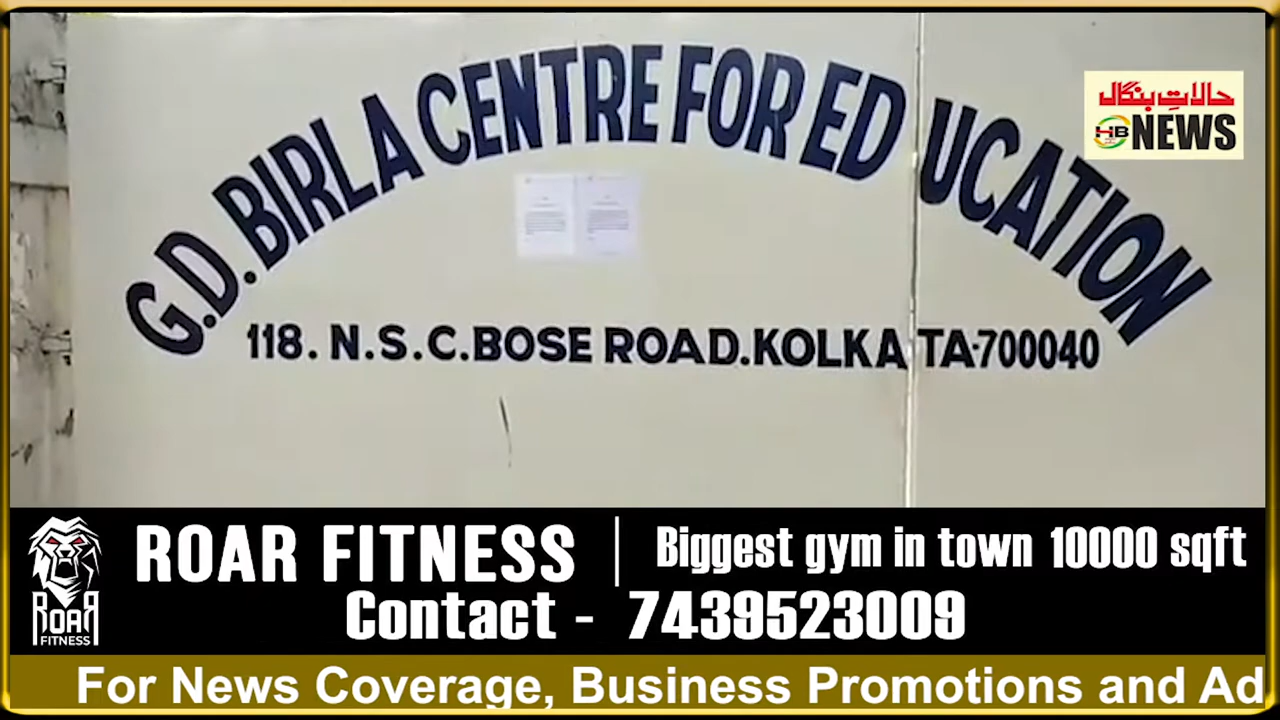 G.D. BIRLA CENTRE FOR EDUCATION
118. N.S.C. BOSE ROAD. KOLKATA-700040
حالاتِ بنگال
HB NEWS
ROAR FITNESS
Biggest gym in town 10000 sqft
Contact - 7439523009
ROAR
FITNESS
For News Coverage, Business Promotions and Ad